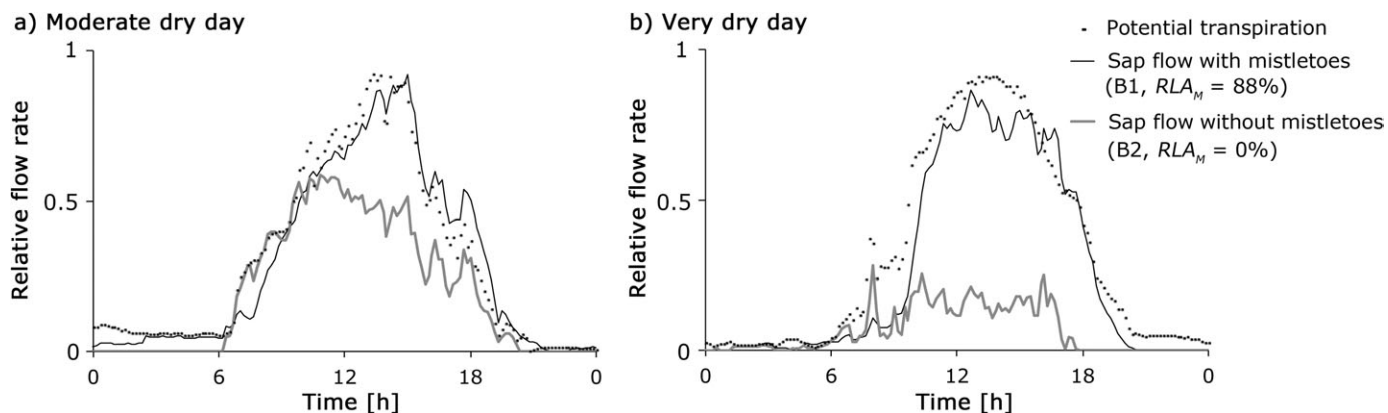 a) Moderate dry day
1
0.5
0
Relative flow rate
0
6
12
18
0
Time [h]
b) Very dry day
1
0.5
0
Relative flow rate
0
6
12
18
0
Time [h]
Potential transpiration
Sap flow with mistletoes
(B1, RLA_M = 88%)
Sap flow without mistletoes
(B2, RLA_M = 0%)